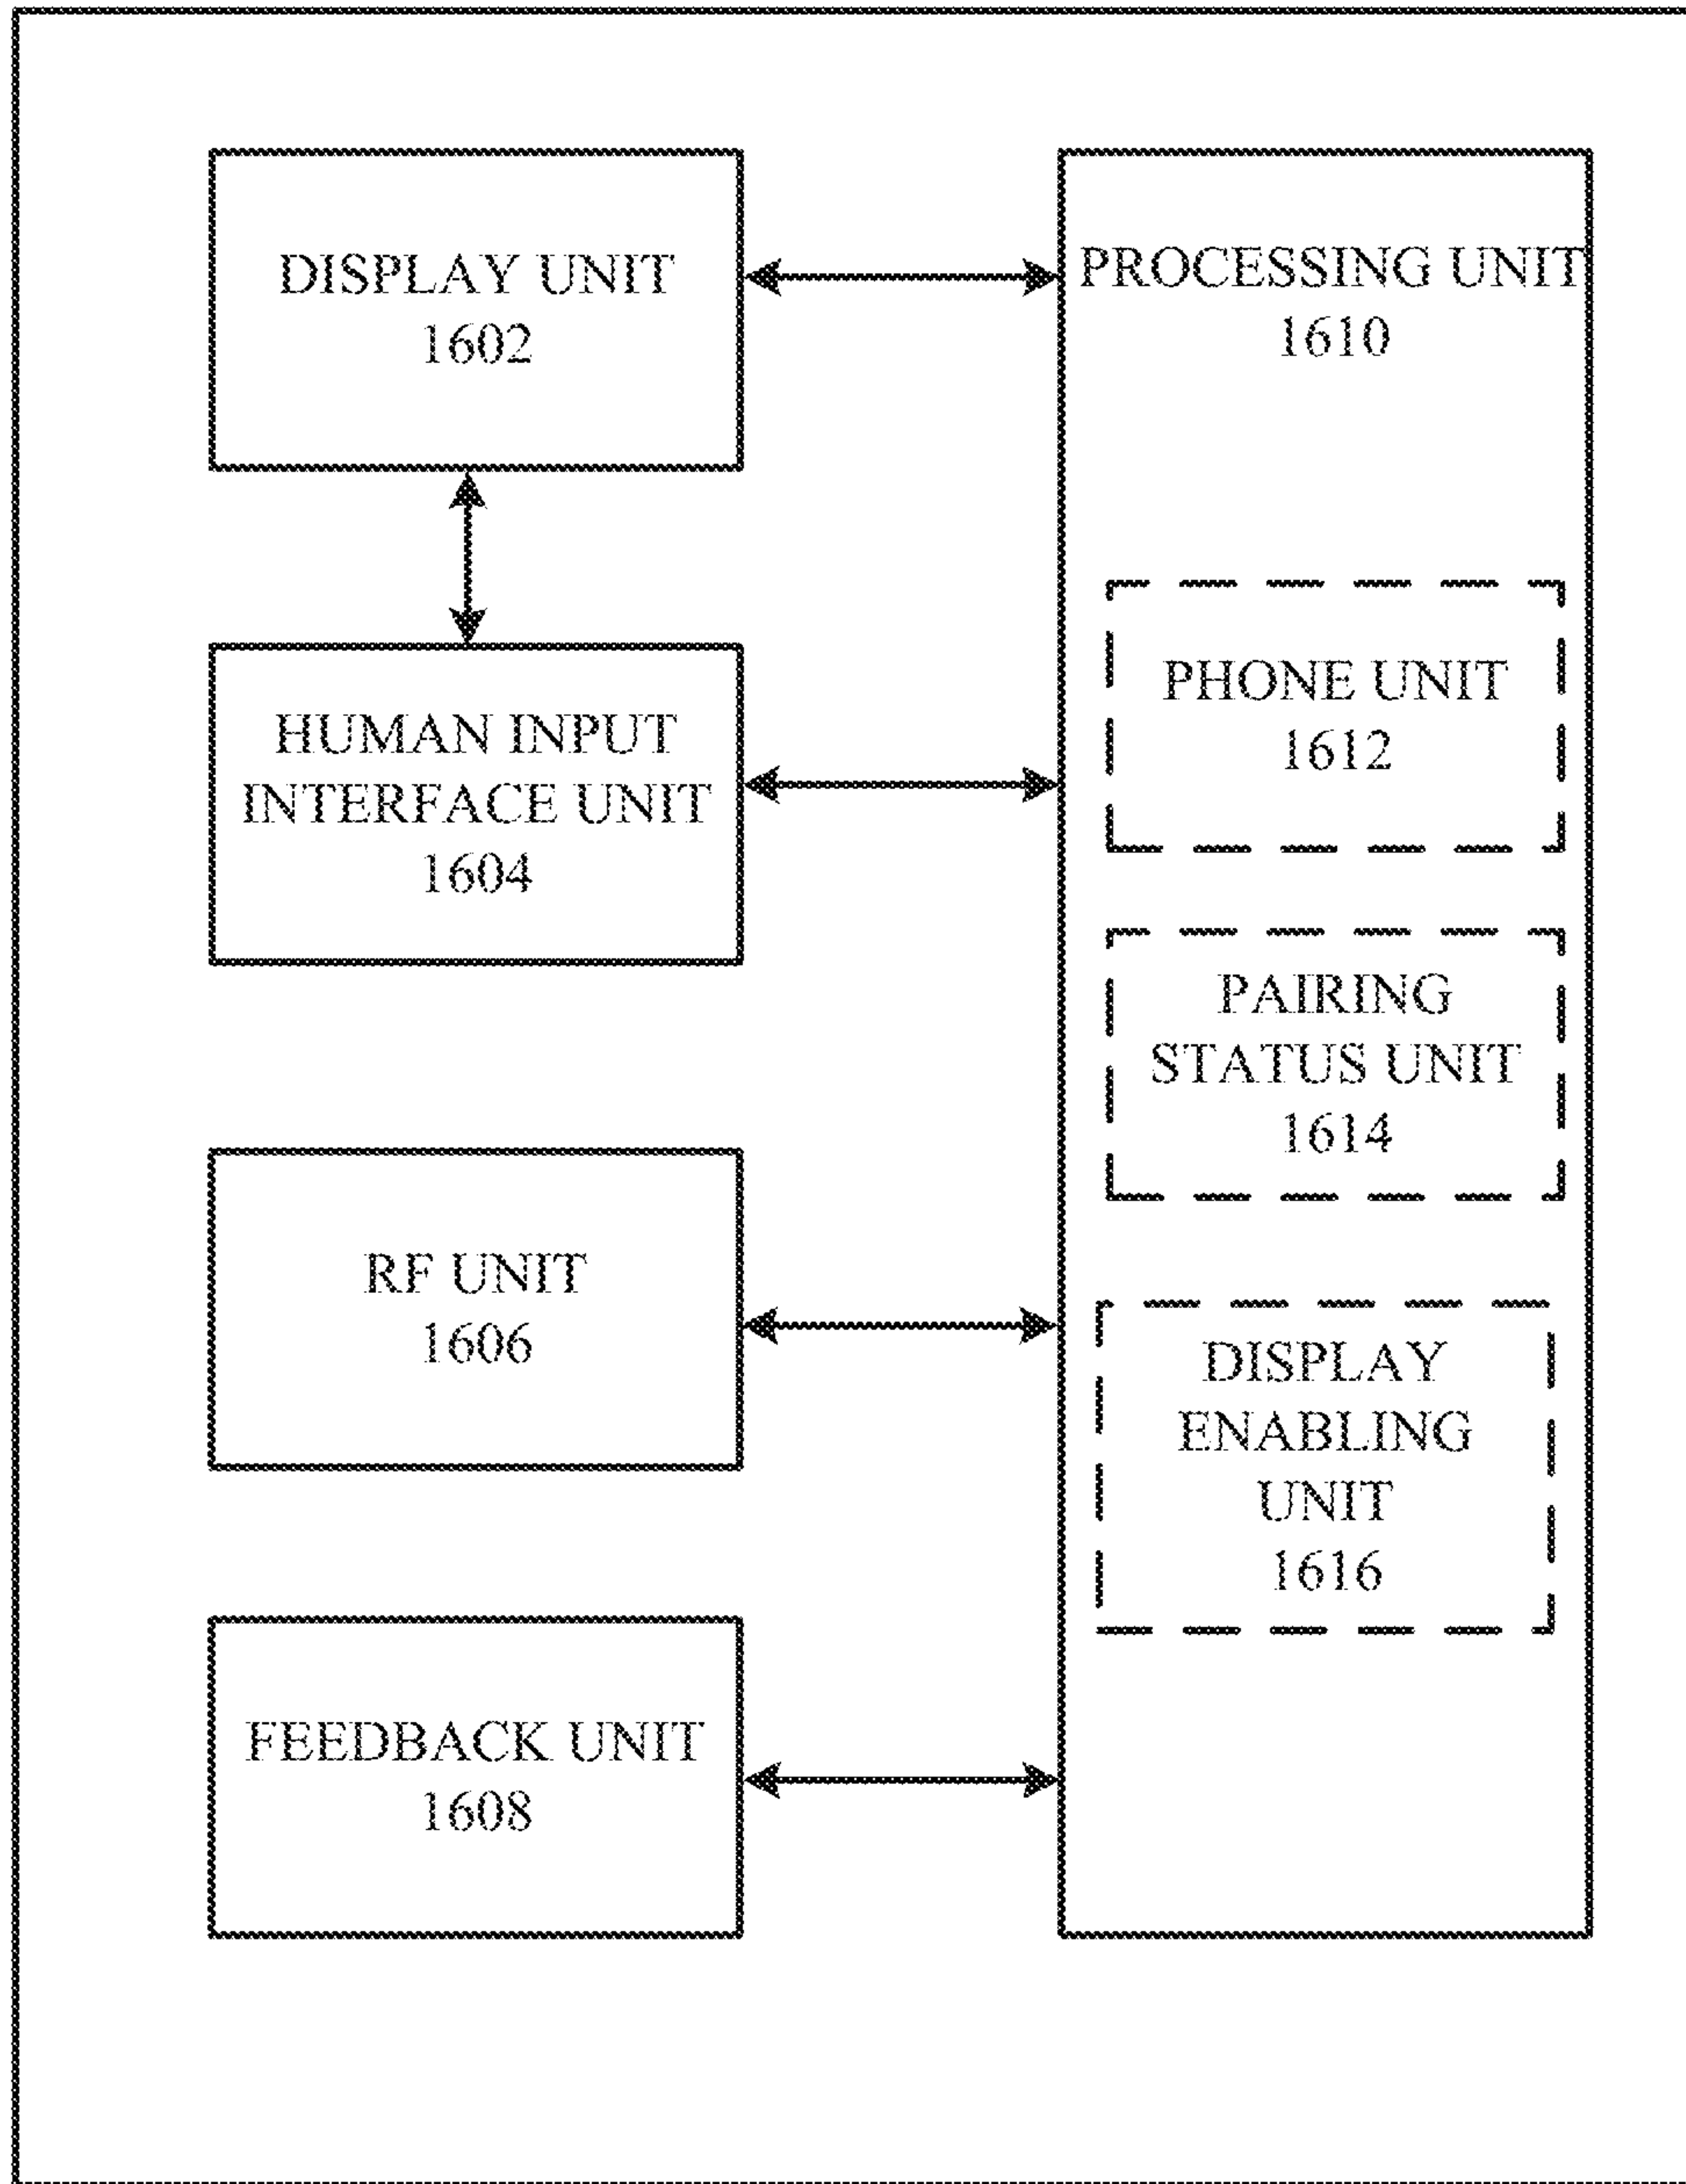 DISPLAY UNIT
1602
HUMAN INPUT
INTERFACE UNIT
1604
RF UNIT
1606
FEEDBACK UNIT
1608
PROCESSING UNIT
1610
PHONE UNIT
1612
PAIRING
STATUS UNIT
1614
DISPLAY
ENABLING
UNIT
1616